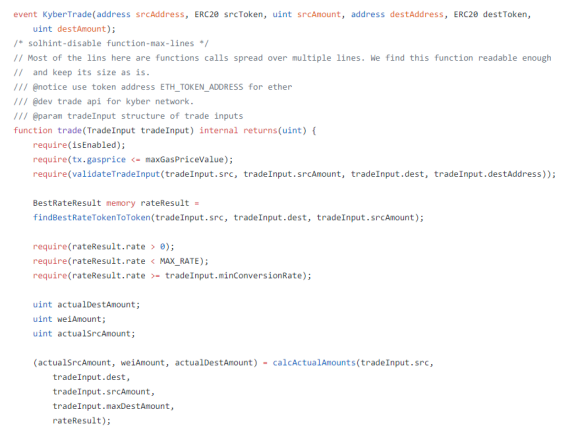 event KyberTrade(address srcAddress, ERC20 srcToken, uint srcAmount, address destAddress, ERC20 destToken,
uint destAmount);
/* solhint-disable function-max-lines */
// Most of the lins here are functions calls spread over multiple lines. We find this function readable enough
// and keep its size as is.
/// @notice use token address ETH_TOKEN_ADDRESS for ether
/// @dev trade api for kyber network.
/// @param tradeInput structure of trade inputs
function trade(TradeInput tradeInput) internal returns(uint) {
require(isEnabled);
require(tx.gasprice <= maxGasPriceValue);
require(validateTradeInput(tradeInput.src, tradeInput.srcAmount, tradeInput.dest, tradeInput.destAddress));
BestRateResult memory rateResult =
findBestRateTokenToToken(tradeInput.src, tradeInput.dest, tradeInput.srcAmount);
require(rateResult.rate > 0);
require(rateResult.rate < MAX_RATE);
require(rateResult.rate >= tradeInput.minConversionRate);
uint actualDestAmount;
uint weiAmount;
uint actualSrcAmount;
(actualSrcAmount, weiAmount, actualDestAmount) = calcActualAmounts(tradeInput.src,
tradeInput.dest,
tradeInput.srcAmount,
tradeInput.maxDestAmount,
rateResult);